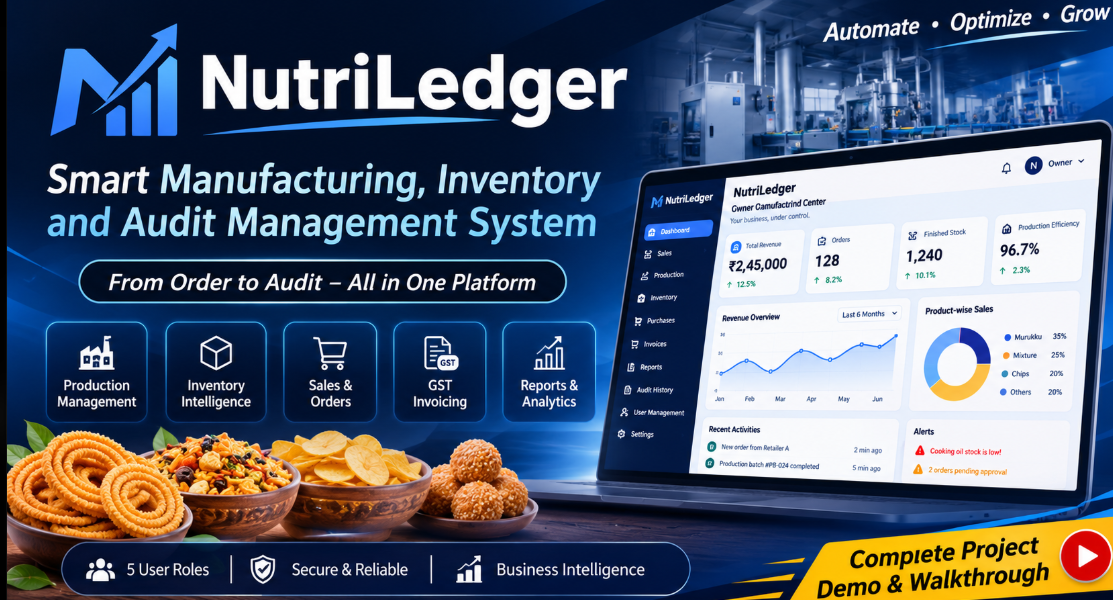 Automate • Optimize • Grow
NutriLedger
Smart Manufacturing, Inventory
and Audit Management System
From Order to Audit – All in One Platform
Production
Management
Inventory
Intelligence
Sales &
Orders
GST
GST
Invoicing
Reports &
Analytics
NutriLedger
Dashboard
Sales
Production
Inventory
Purchases
Invoices
Reports
Audit History
User Management
Settings
NutriLedger
Gwner Gamufactrind Center
Your business, under control.
N Owner
Total Revenue
₹2,45,000
↑ 12.5%
Orders
128
↑ 8.2%
Finished Stock
1,240
↑ 10.1%
Production Efficiency
96.7%
↑ 2.3%
Revenue Overview
Last 6 Months
Jan Feb Mar Apr May Jun
Product-wise Sales
Murukku 35%
Mixture 25%
Chips 20%
Others 20%
Recent Activities
New order from Retailer A 2 min ago
Production batch #PB-024 completed 5 min ago
Alerts
Cooking oil stock is low!
2 orders pending approval
5 User Roles
Secure & Reliable
Business Intelligence
Complete Project
Demo & Walkthrough